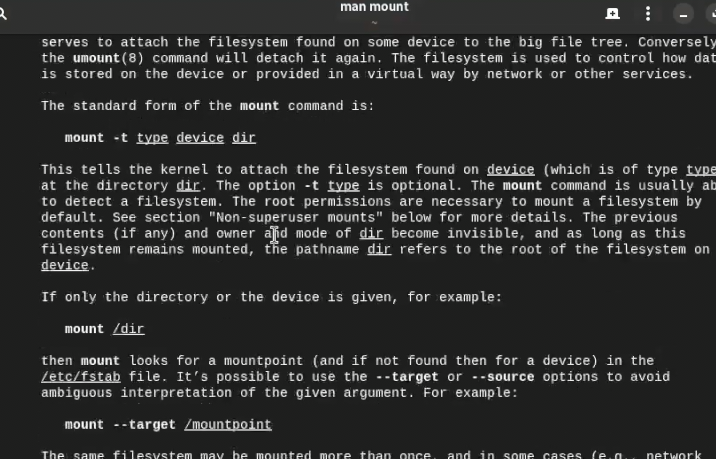 man mount
~
serves to attach the filesystem found on some device to the big file tree. Conversely
the umount(8) command will detach it again. The filesystem is used to control how dat
is stored on the device or provided in a virtual way by network or other services.
The standard form of the mount command is:
mount -t type device dir
This tells the kernel to attach the filesystem found on device (which is of type type
at the directory dir. The option -t type is optional. The mount command is usually ab
to detect a filesystem. The root permissions are necessary to mount a filesystem by
default. See section "Non-superuser mounts" below for more details. The previous
contents (if any) and owner and mode of dir become invisible, and as long as this
filesystem remains mounted, the pathname dir refers to the root of the filesystem on
device.
If only the directory or the device is given, for example:
mount /dir
then mount looks for a mountpoint (and if not found then for a device) in the
/etc/fstab file. It’s possible to use the --target or --source options to avoid
ambiguous interpretation of the given argument. For example:
mount --target /mountpoint
The same filesystem may be mounted more than once, and in some cases (e.g., network